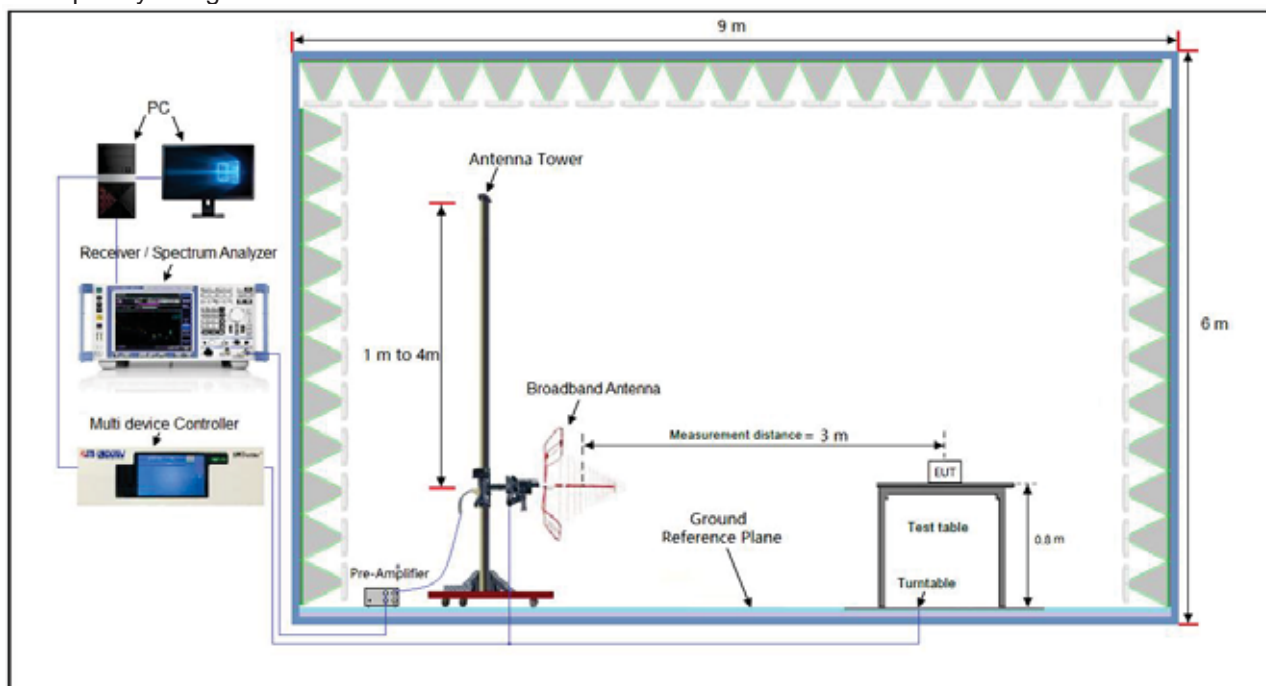 9 m
PC
Antenna Tower
Receiver / Spectrum Analyzer
1 m to 4m
6 m
Broadband Antenna
Multi device Controller
Measurement distance = 3 m
EUT
Ground
Reference Plane
Test table
0.8 m
Pre-Amplifier
Turntable